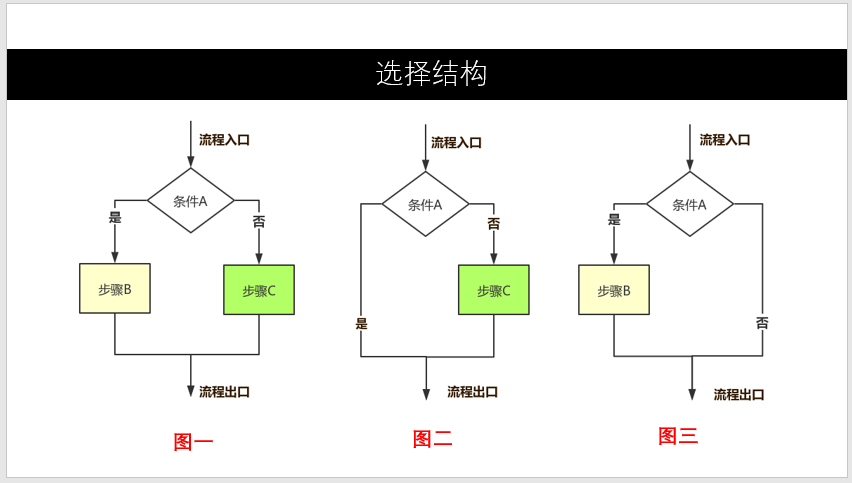 选择结构
流程入口
条件A
是
否
步骤B
步骤C
流程出口
图一
流程入口
条件A
否
步骤C
是
流程出口
图二
流程入口
条件A
是
步骤B
否
流程出口
图三